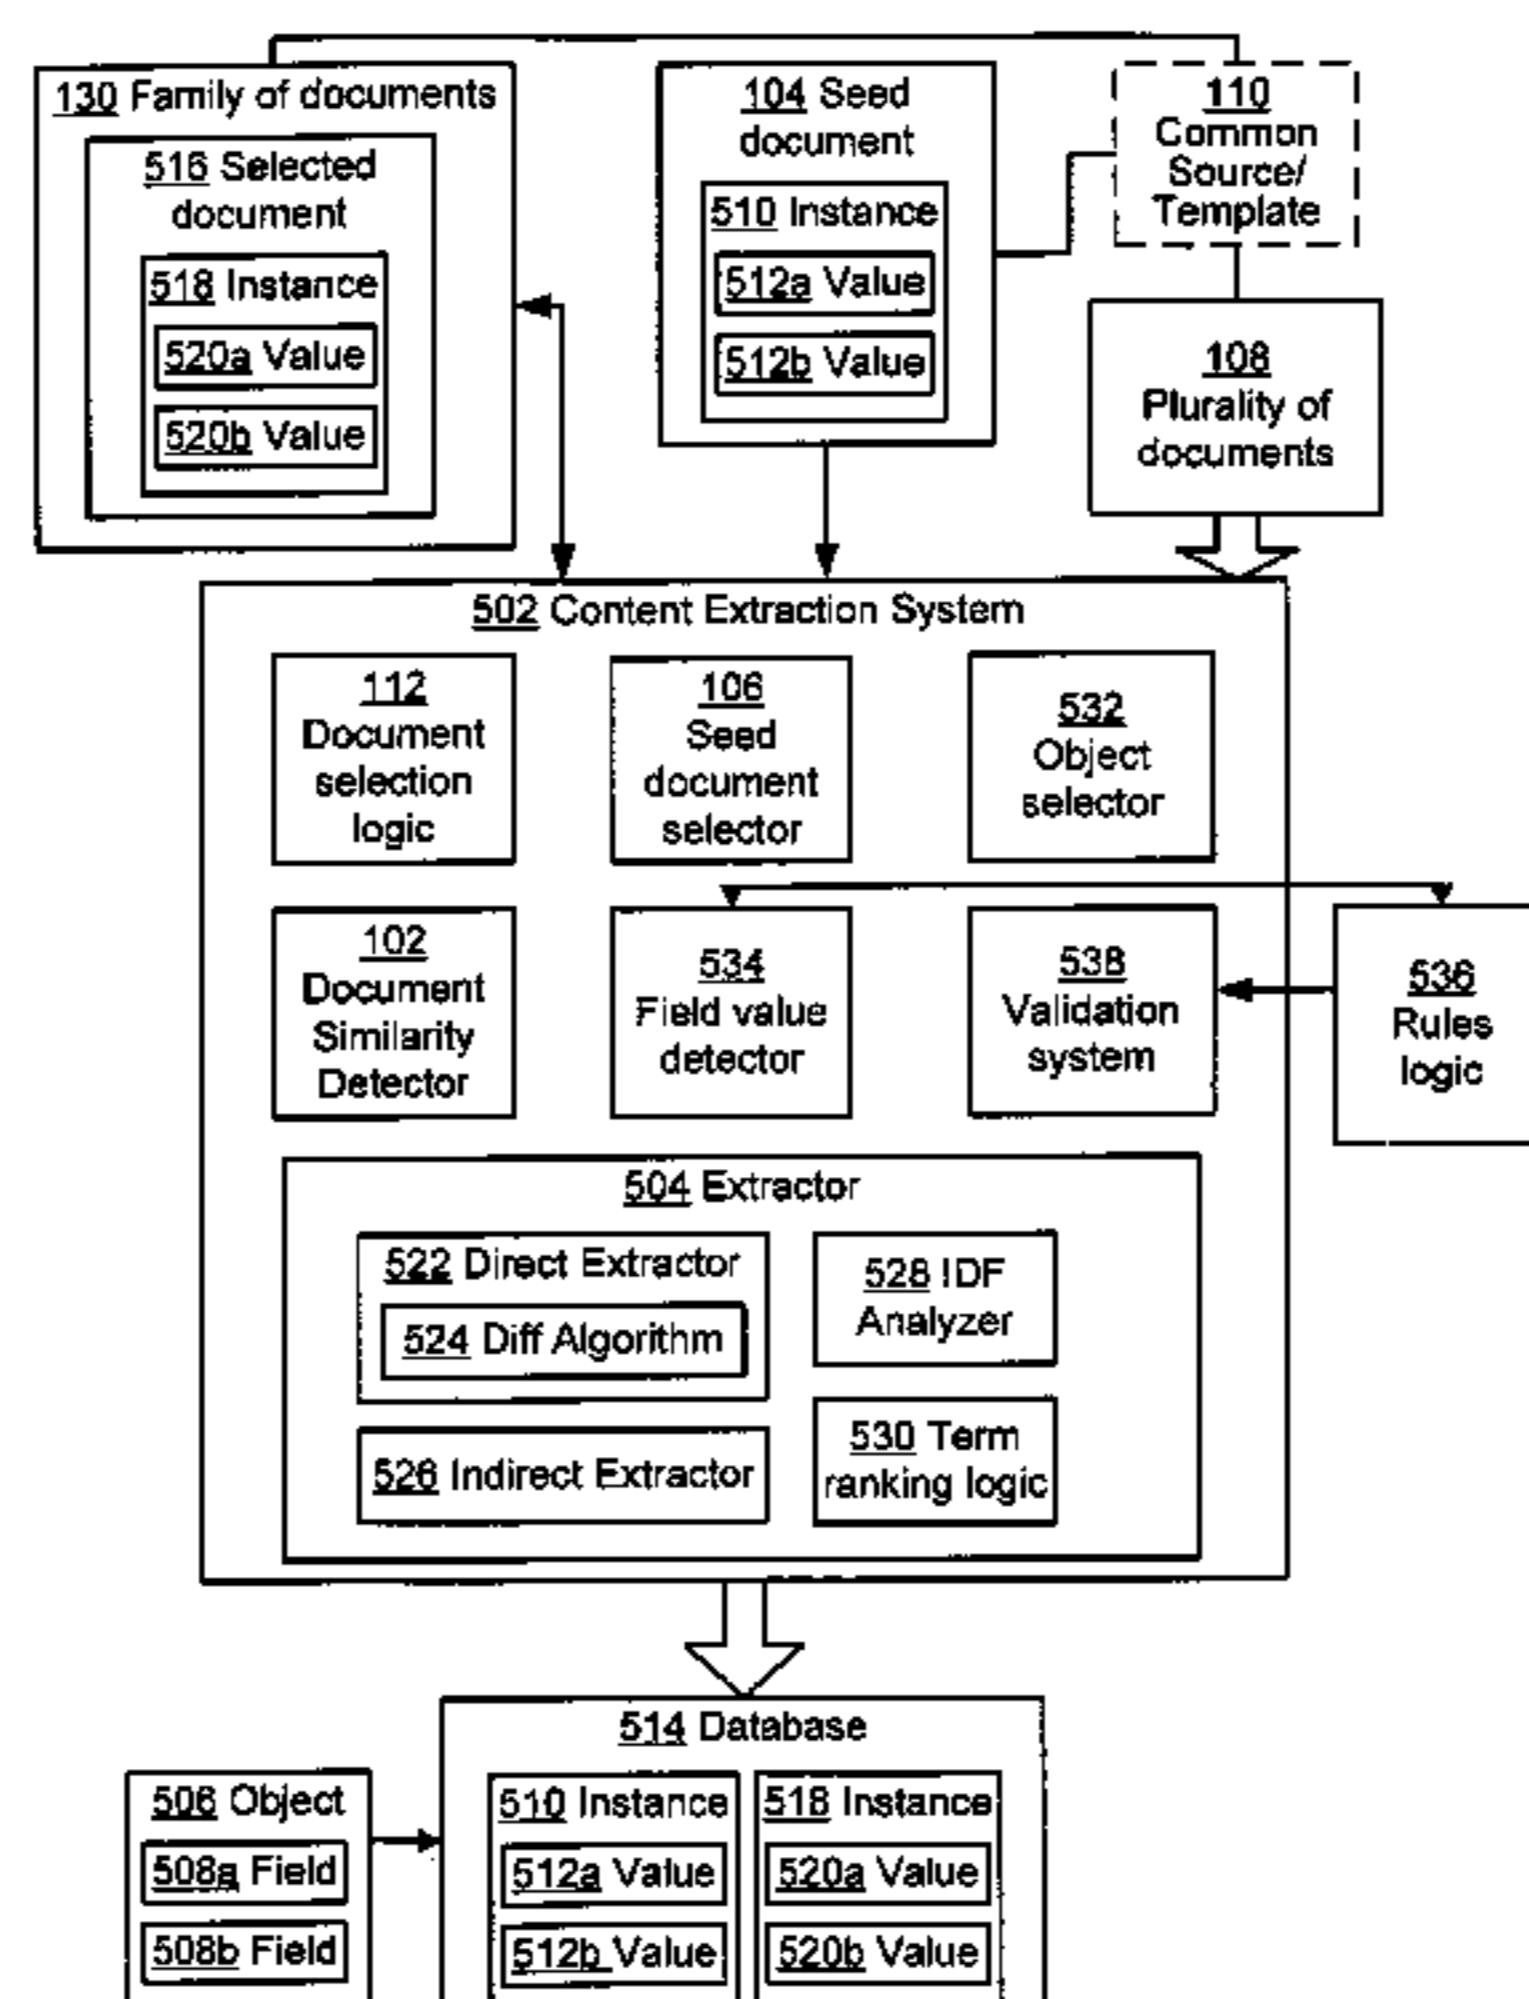 130 Family of documents
516 Selected
document
518 Instance
520a Value
520b Value
104 Seed
document
510 Instance
512a Value
512b Value
110
Common
Source/
Template
108
Plurality of
documents
502 Content Extraction System
112
Document
selection
logic
106
Seed
document
selector
532
Object
selector
102
Document
Similarity
Detector
534
Field value
detector
538
Validation
system
536
Rules
logic
504 Extractor
522 Direct Extractor
524 Diff Algorithm
526 Indirect Extractor
528 IDF
Analyzer
530 Term
ranking logic
514 Database
506 Object
508a Field
508b Field
510 Instance
512a Value
512b Value
518 Instance
520a Value
520b Value